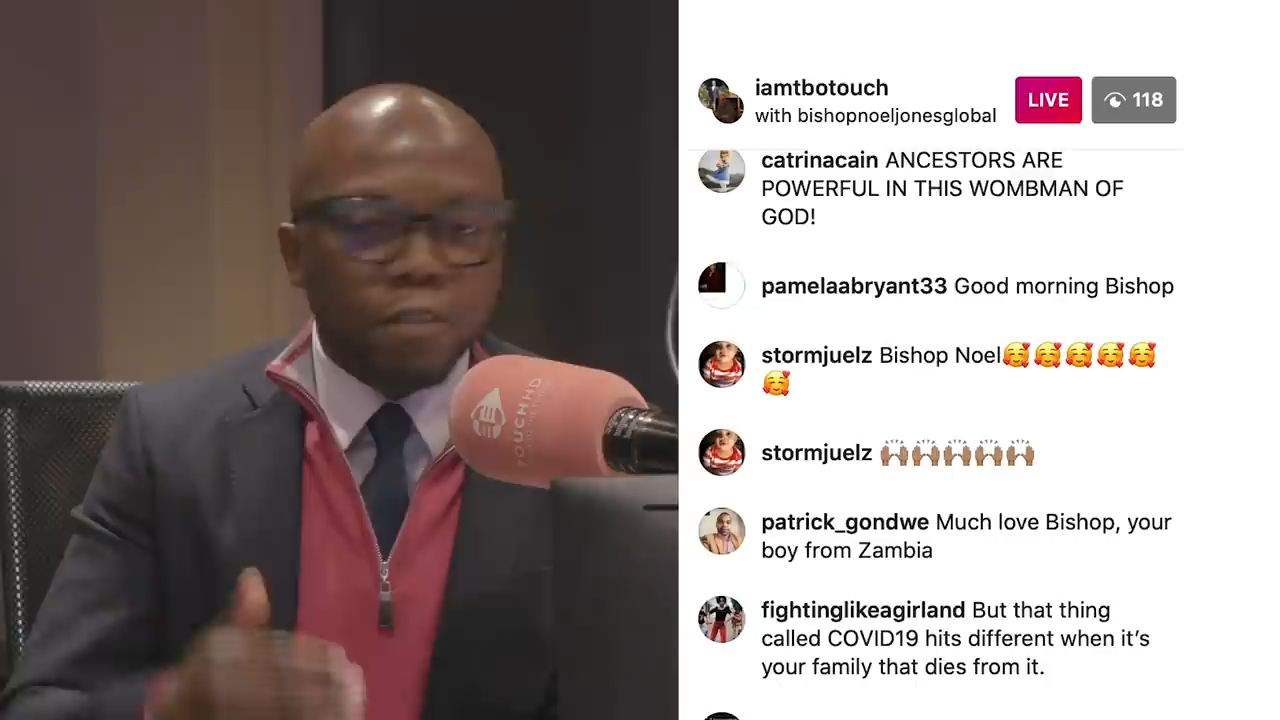 iamtbotouch
with bishopnoeljonesglobal
LIVE
118
catrinacain ANCESTORS ARE
POWERFUL IN THIS WOMBMAN OF
GOD!
pamelaabryant33 Good morning Bishop
stormjuelz Bishop Noel🥰🥰🥰🥰🥰
🥰
stormjuelz 🙌🏽🙌🏽🙌🏽🙌🏽🙌🏽
patrick_gondwe Much love Bishop, your
boy from Zambia
fightinglikeagirland But that thing
called COVID19 hits different when it’s
your family that dies from it.
TOUCHHD